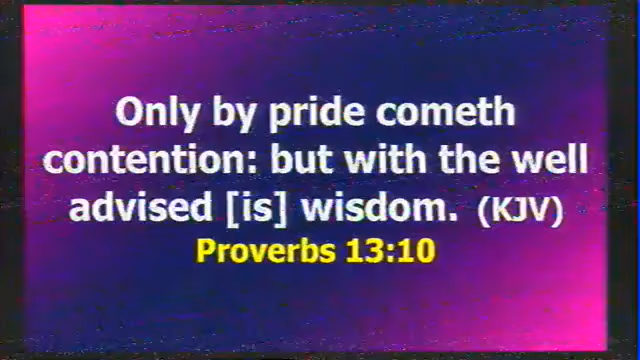 Only by pride cometh
contention: but with the well
advised [is] wisdom. (KJV)
Proverbs 13:10